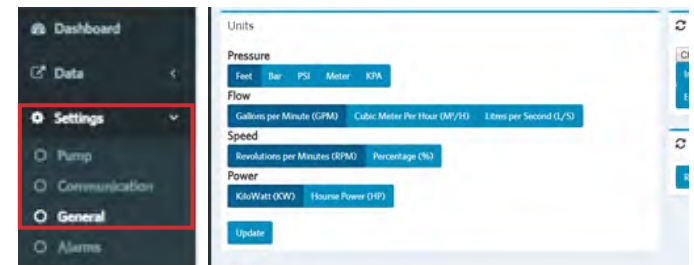 Dashboard
Data
Settings
Pump
Communication
General
Alarms
Units
Pressure
Feet Bar PSI Meter KPA
Flow
Gallons per Minute (GPM) Cubic Meter Per Hour (M³/H) Litres per Second (L/S)
Speed
Revolutions per Minutes (RPM) Percentage (%)
Power
KiloWatt (KW) Hourse Power (HP)
Update